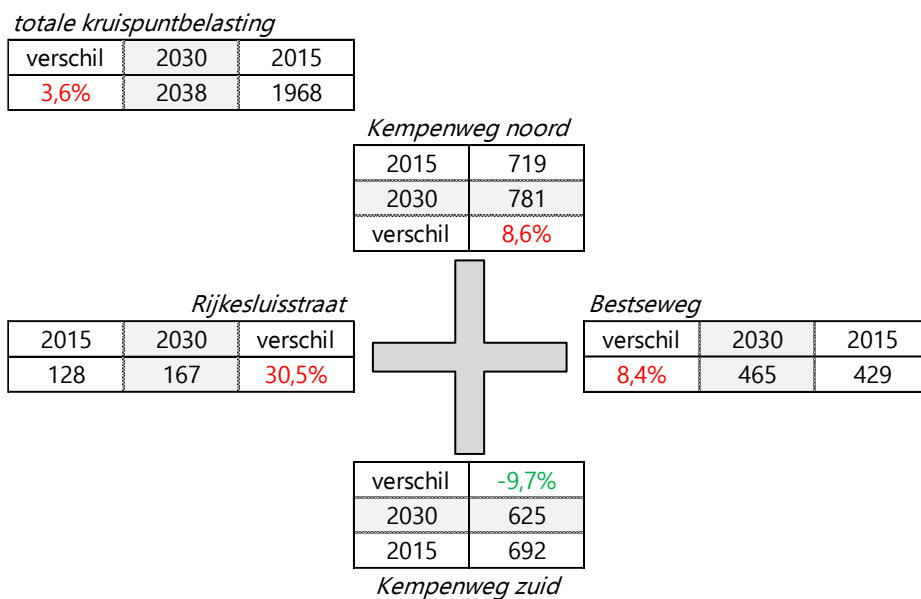 totale kruispuntbelasting
verschil 2030 2015
3,6% 2038 1968
Kempenweg noord
2015 719
2030 781
verschil 8,6%
Rijkesluisstraat
2015 2030 verschil
128 167 30,5%
Bestseweg
verschil 2030 2015
8,4% 465 429
verschil -9,7%
2030 625
2015 692
Kempenweg zuid